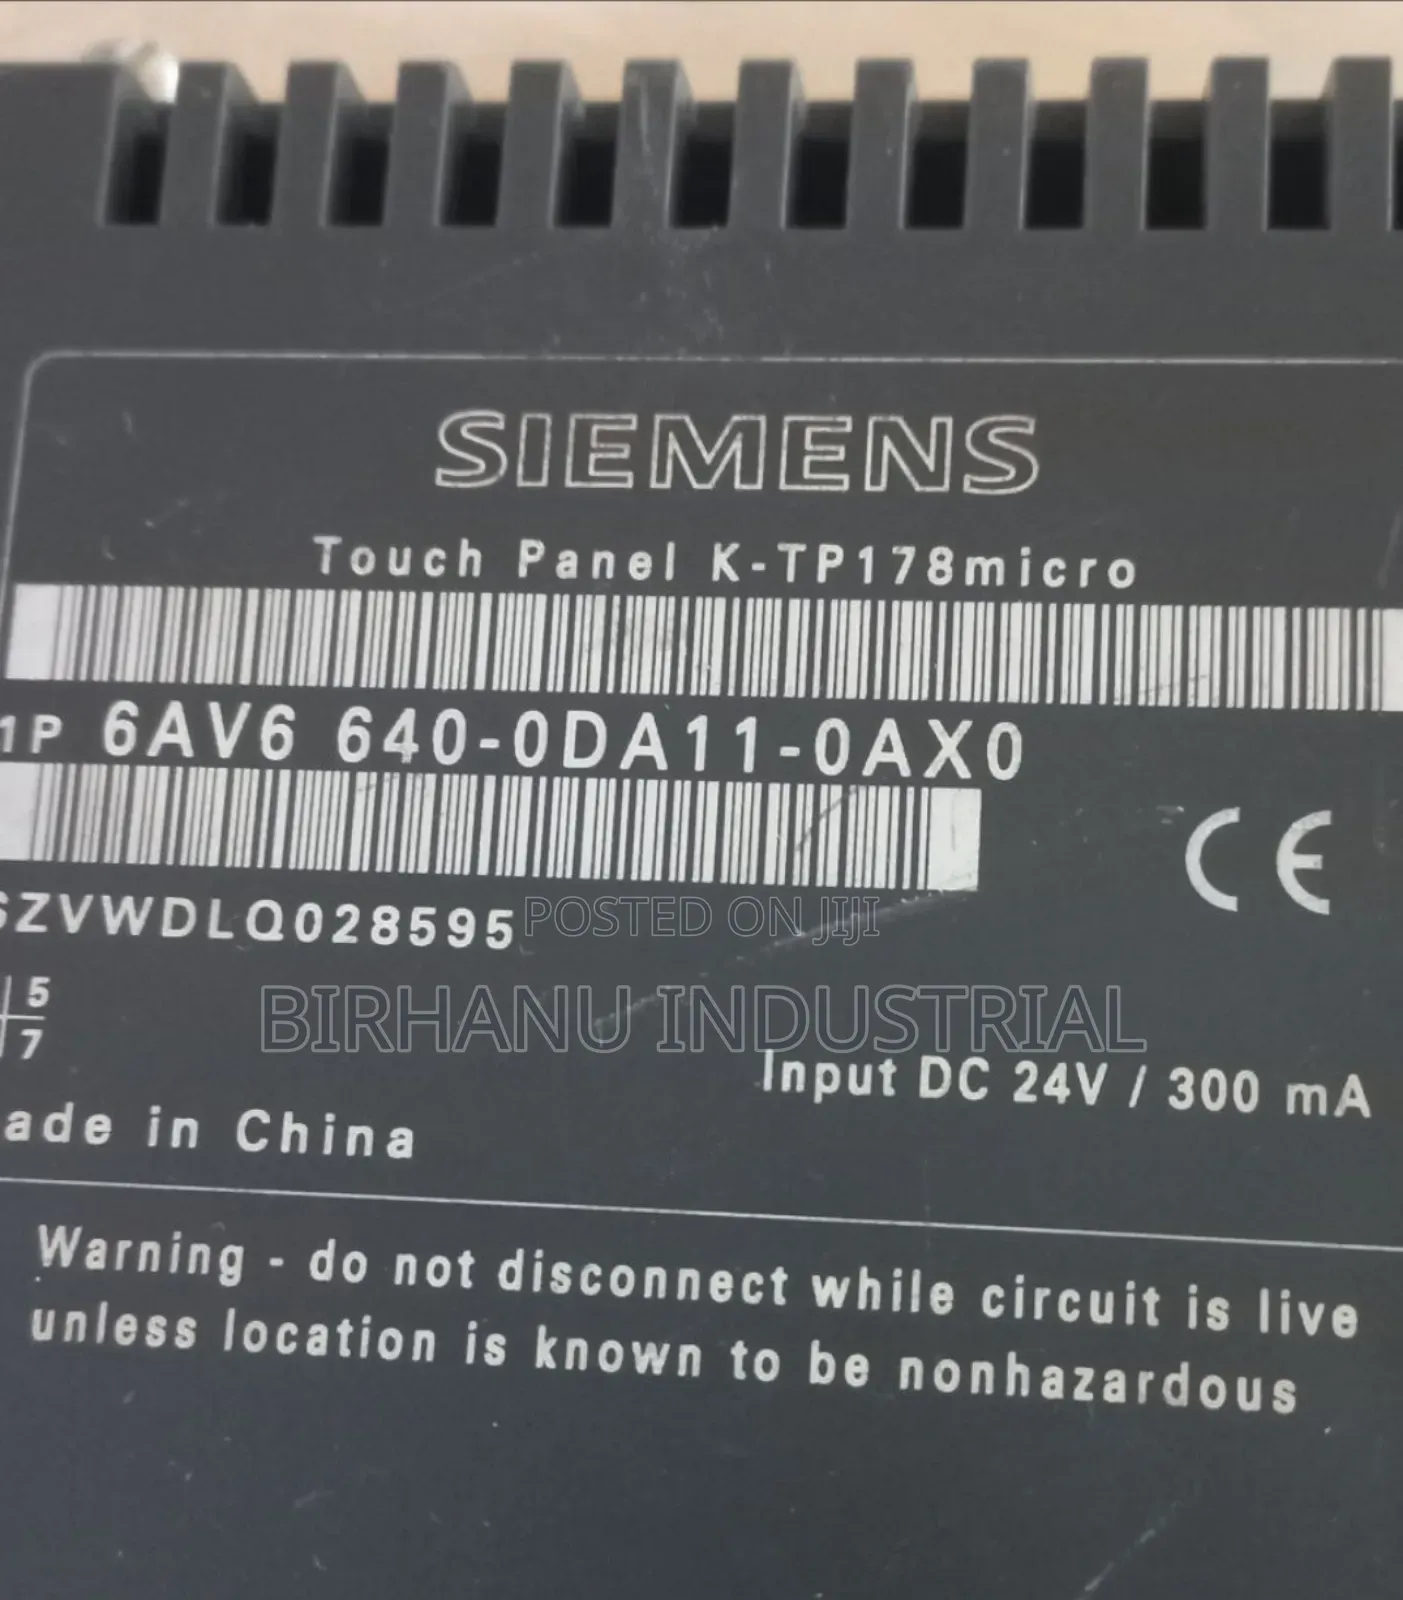 SIEMENS
Touch Panel K-TP178micro
1P 6AV6 640-0DA11-0AX0
SZVWDLQ028595
POSTED ON JIJI
5
7
BIRHANU INDUSTRIAL
Input DC 24V / 300 mA
ade in China
Warning - do not disconnect while circuit is live
unless location is known to be nonhazardous
CE